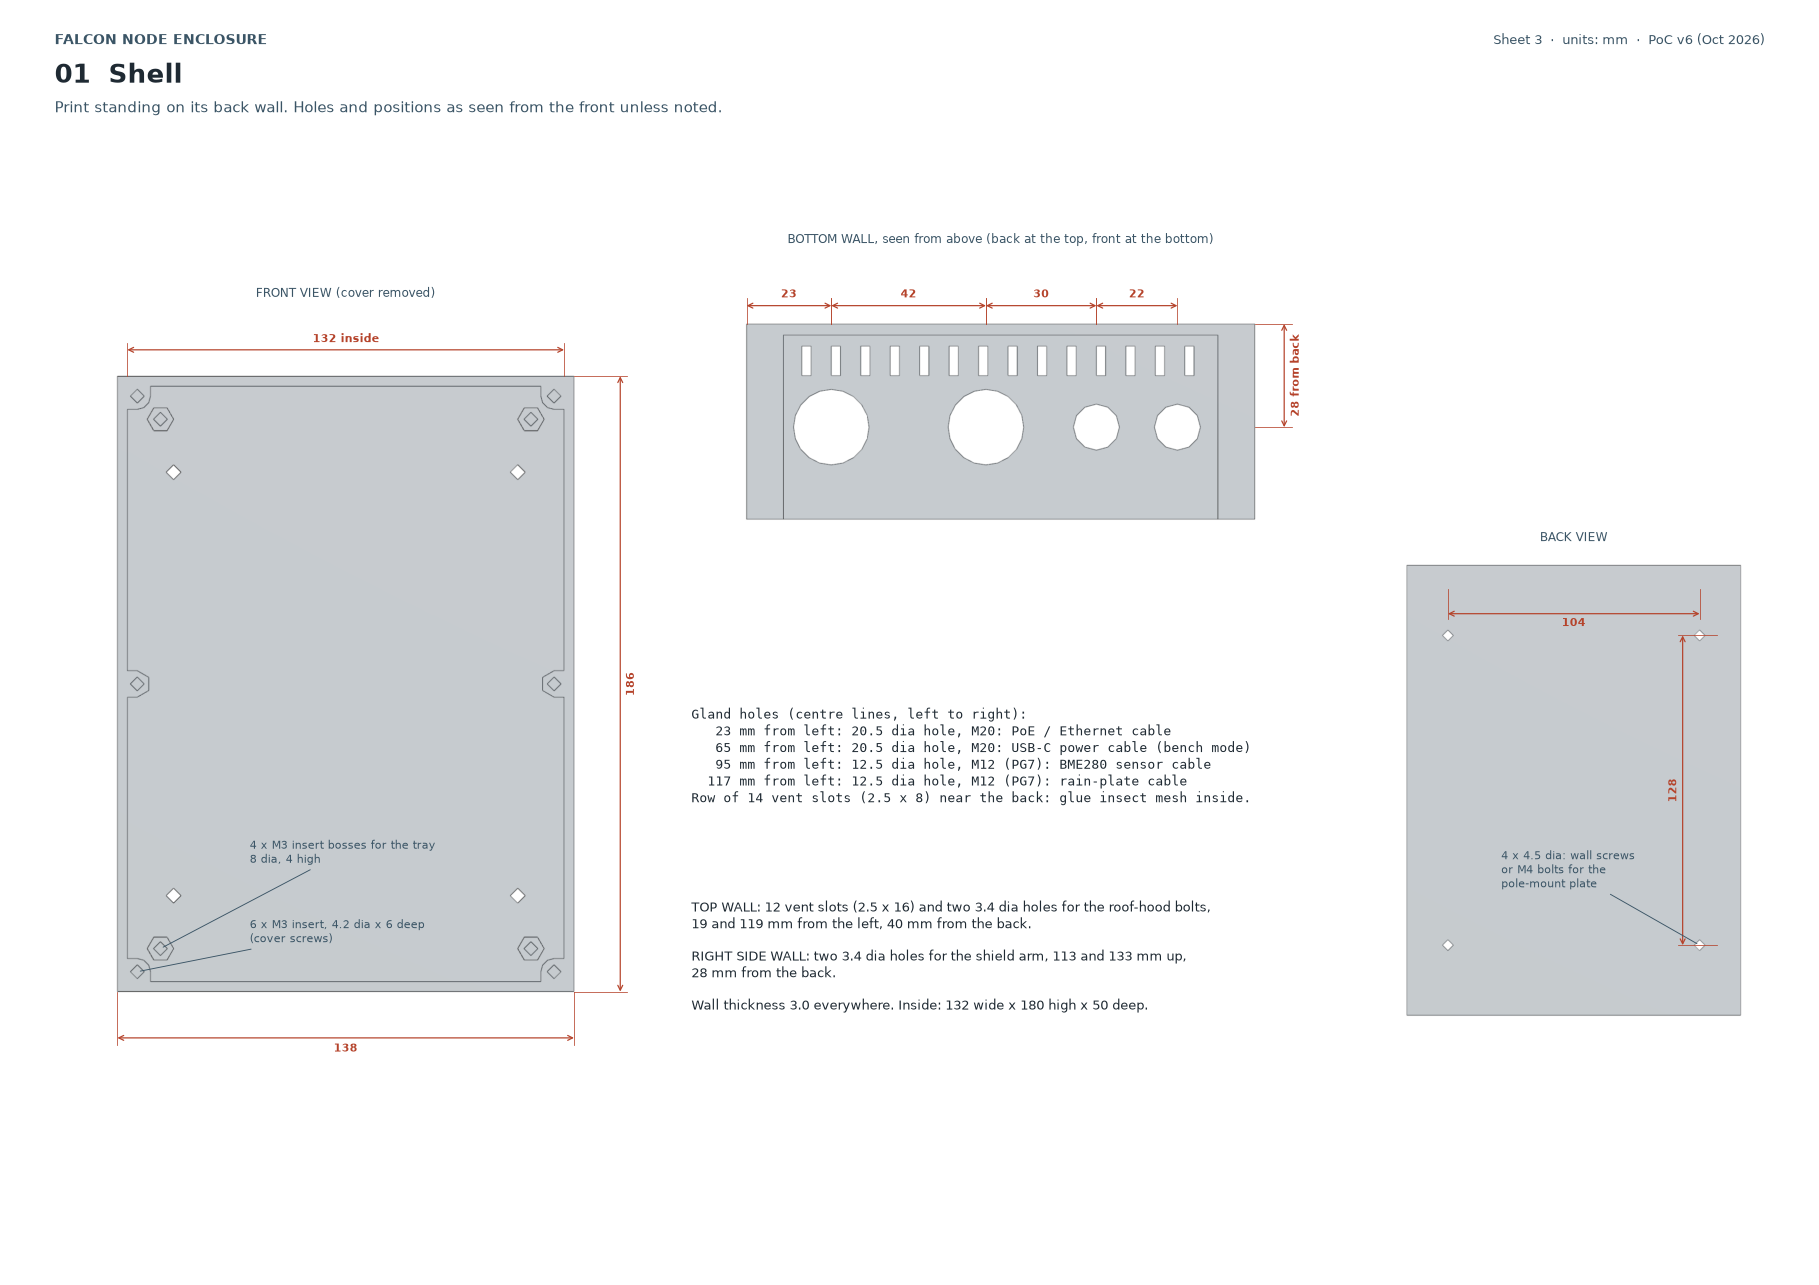 FALCON NODE ENCLOSURE
Sheet 3 · units: mm · PoC v6 (Oct 2026)
01 Shell
Print standing on its back wall. Holes and positions as seen from the front unless noted.
FRONT VIEW (cover removed)
132 inside
186
4 x M3 insert bosses for the tray
8 dia, 4 high
6 x M3 insert, 4.2 dia x 6 deep
(cover screws)
138
BOTTOM WALL, seen from above (back at the top, front at the bottom)
23
42
30
22
28 from back
Gland holes (centre lines, left to right):
23 mm from left: 20.5 dia hole, M20: PoE / Ethernet cable
65 mm from left: 20.5 dia hole, M20: USB-C power cable (bench mode)
95 mm from left: 12.5 dia hole, M12 (PG7): BME280 sensor cable
117 mm from left: 12.5 dia hole, M12 (PG7): rain-plate cable
Row of 14 vent slots (2.5 x 8) near the back: glue insect mesh inside.
TOP WALL: 12 vent slots (2.5 x 16) and two 3.4 dia holes for the roof-hood bolts,
19 and 119 mm from the left, 40 mm from the back.
RIGHT SIDE WALL: two 3.4 dia holes for the shield arm, 113 and 133 mm up,
28 mm from the back.
Wall thickness 3.0 everywhere. Inside: 132 wide x 180 high x 50 deep.
BACK VIEW
104
128
4 x 4.5 dia: wall screws
or M4 bolts for the
pole-mount plate